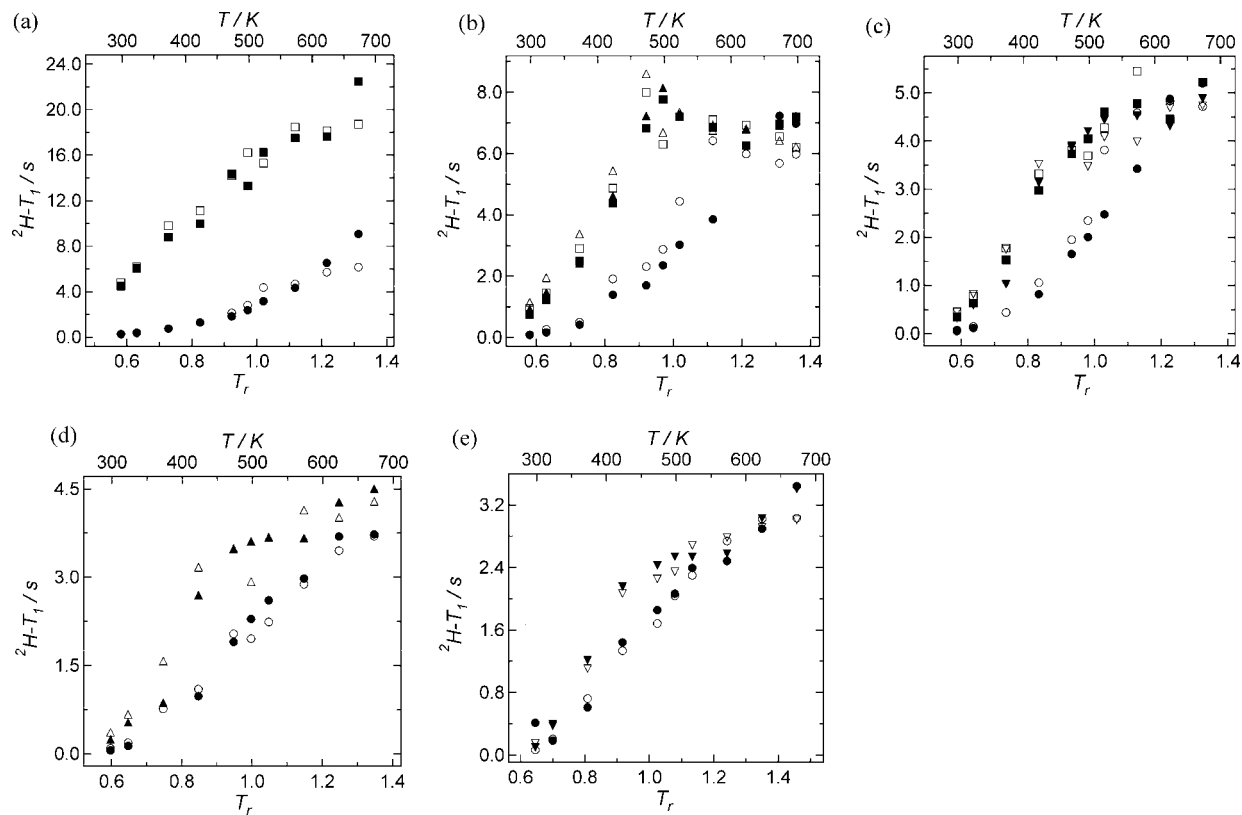 (a)
T / K
300 400 500 600 700
²H-T₁ / s
24.0
20.0
16.0
12.0
8.0
4.0
0.0
0.6 0.8 1.0 1.2 1.4
Tᵣ
(b)
T / K
300 400 500 600 700
²H-T₁ / s
8.0
6.0
4.0
2.0
0.0
0.6 0.8 1.0 1.2 1.4
Tᵣ
(c)
T / K
300 400 500 600 700
²H-T₁ / s
5.0
4.0
3.0
2.0
1.0
0.0
0.6 0.8 1.0 1.2 1.4
Tᵣ
(d)
T / K
300 400 500 600 700
²H-T₁ / s
4.5
3.0
1.5
0.0
0.6 0.8 1.0 1.2 1.4
Tᵣ
(e)
T / K
300 400 500 600 700
²H-T₁ / s
3.2
2.4
1.6
0.8
0.0
0.6 0.8 1.0 1.2 1.4
Tᵣ